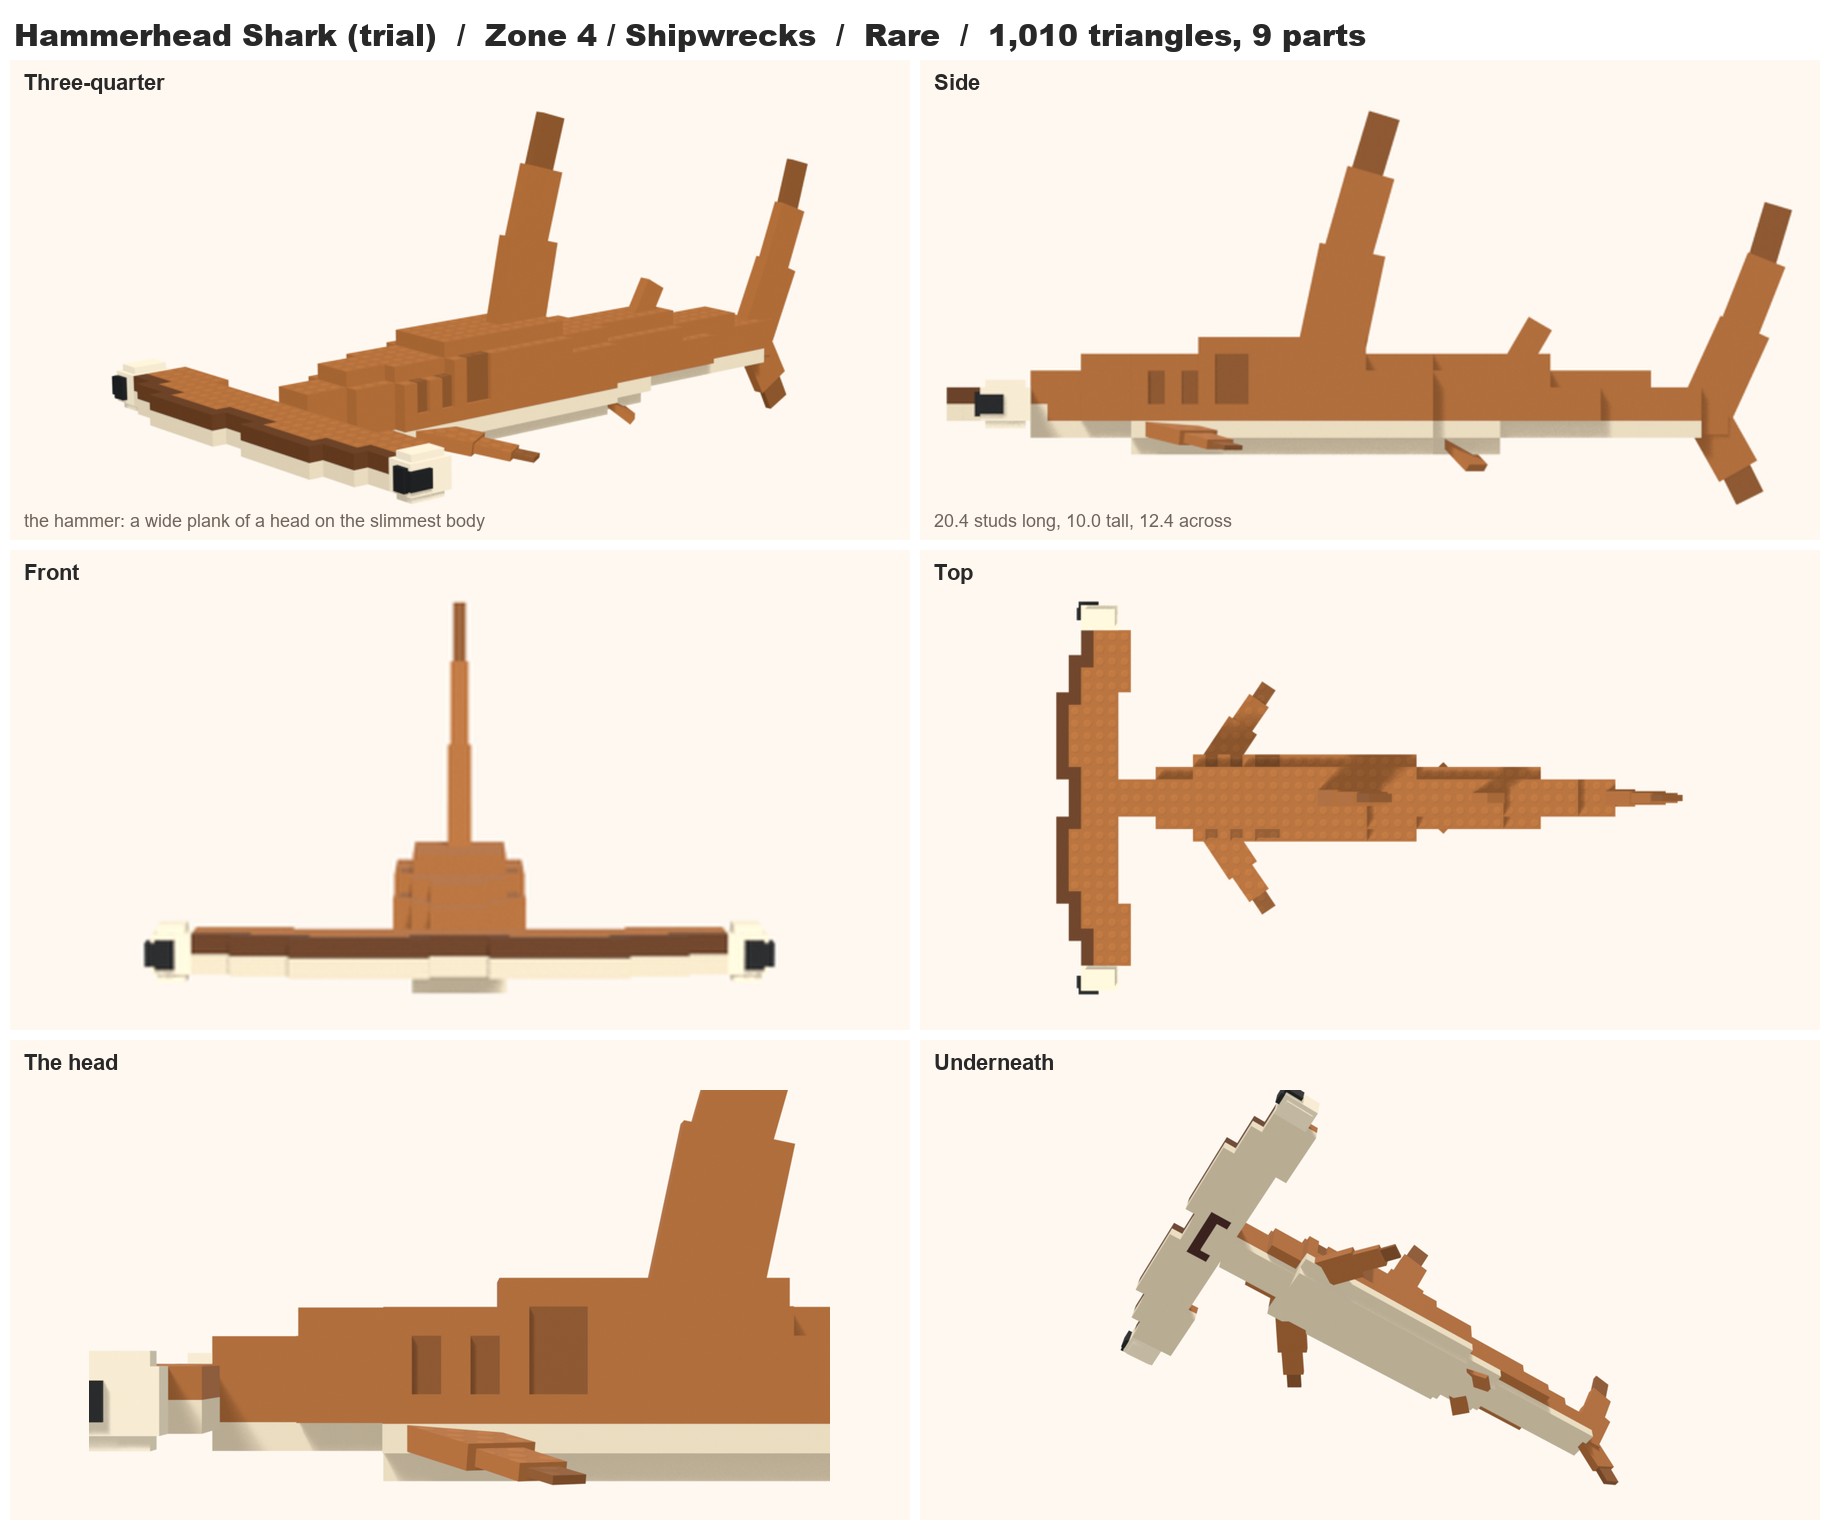 Hammerhead Shark (trial) / Zone 4 / Shipwrecks / Rare / 1,010 triangles, 9 parts
Three-quarter
the hammer: a wide plank of a head on the slimmest body
Side
20.4 studs long, 10.0 tall, 12.4 across
Front
Top
The head
Underneath